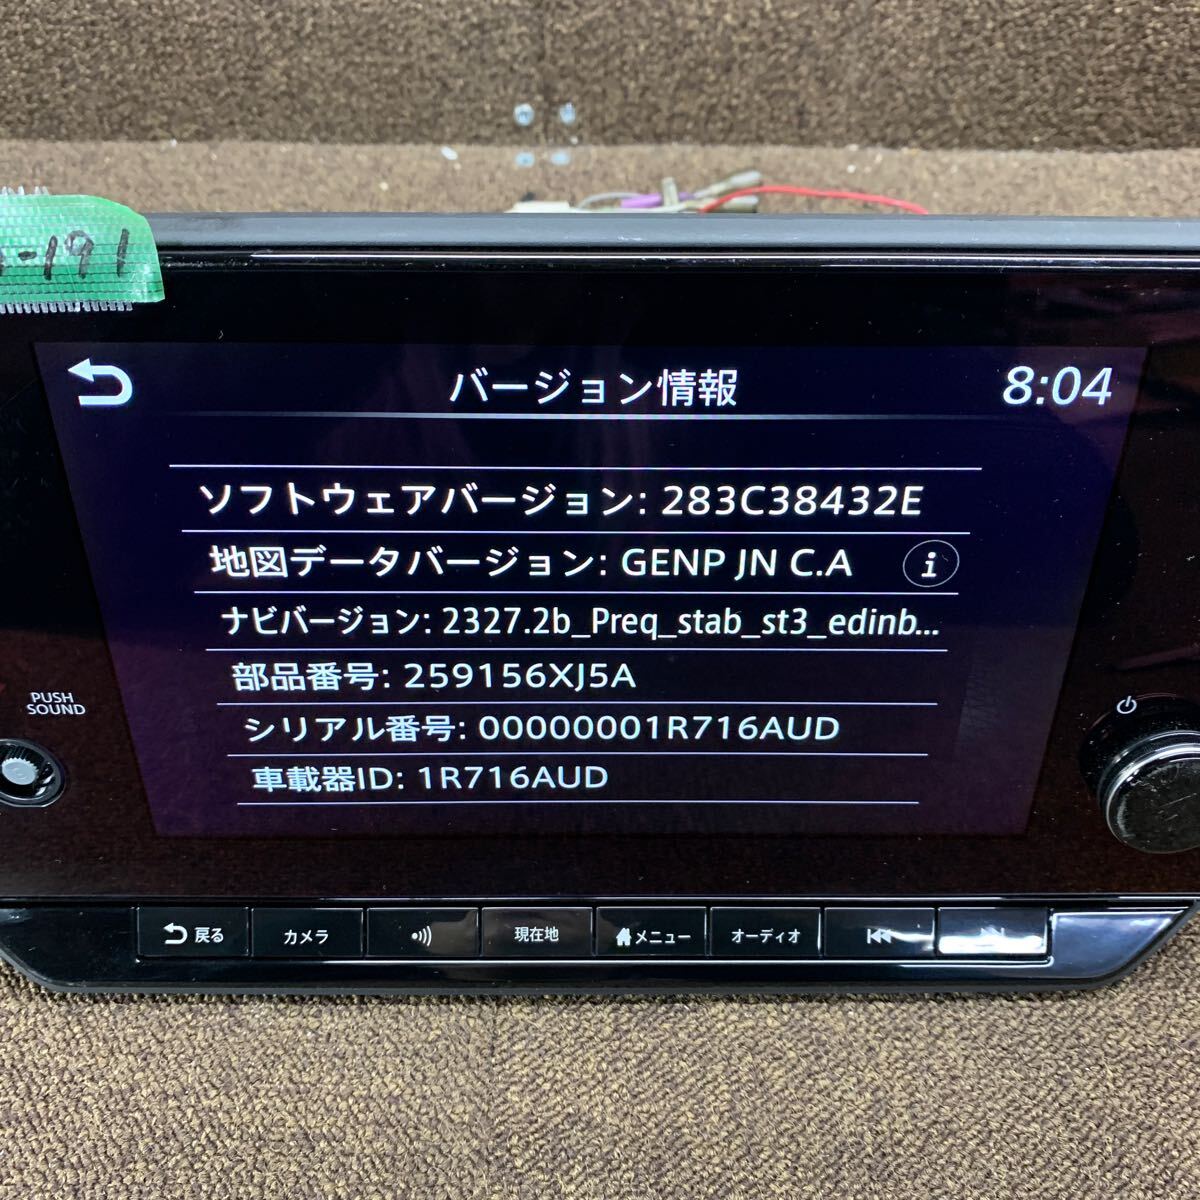 -191
バージョン情報
8:04
ソフトウェアバージョン: 283C38432E
地図データバージョン: GENP JN C.A
i
ナビバージョン: 2327.2b_Preq_stab_st3_edinb...
部品番号: 259156XJ5A
シリアル番号: 00000001R716AUD
車載器ID: 1R716AUD
PUSH
SOUND
戻る
カメラ
現在地
メニュー
オーディオ